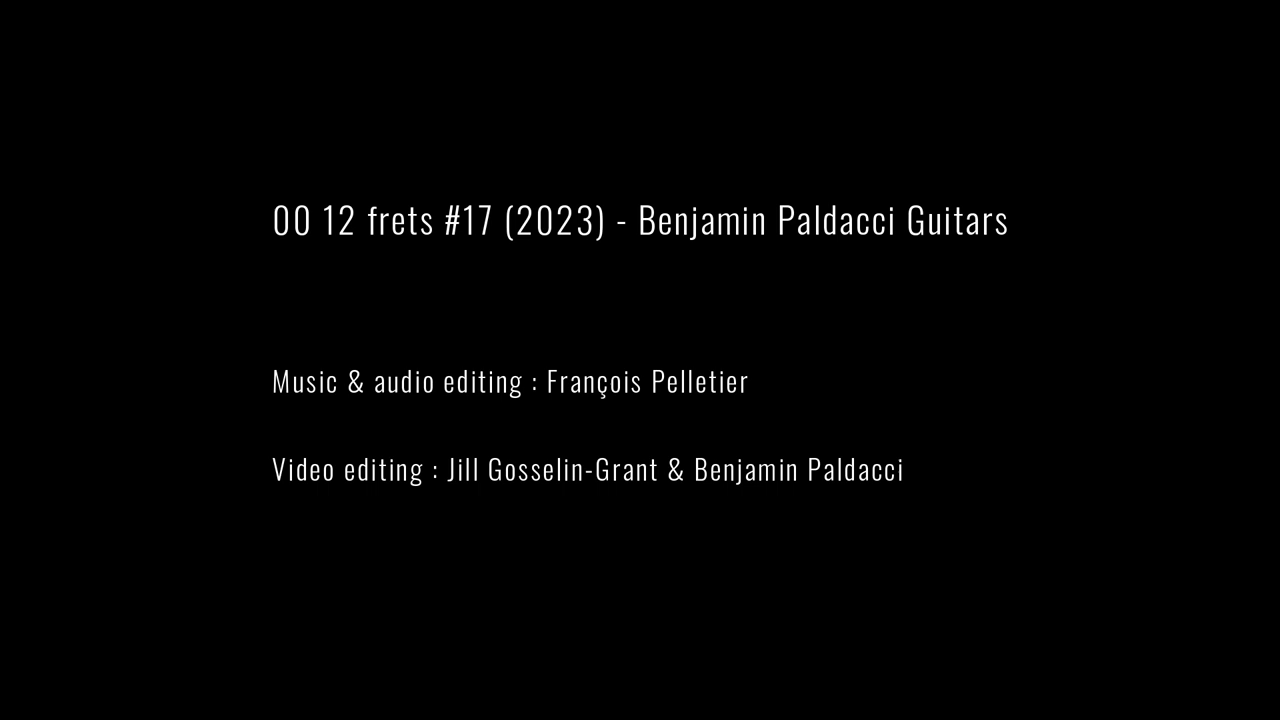 00 12 frets #17 (2023) - Benjamin Paldacci Guitars
Music & audio editing : François Pelletier
Video editing : Jill Gosselin-Grant & Benjamin Paldacci